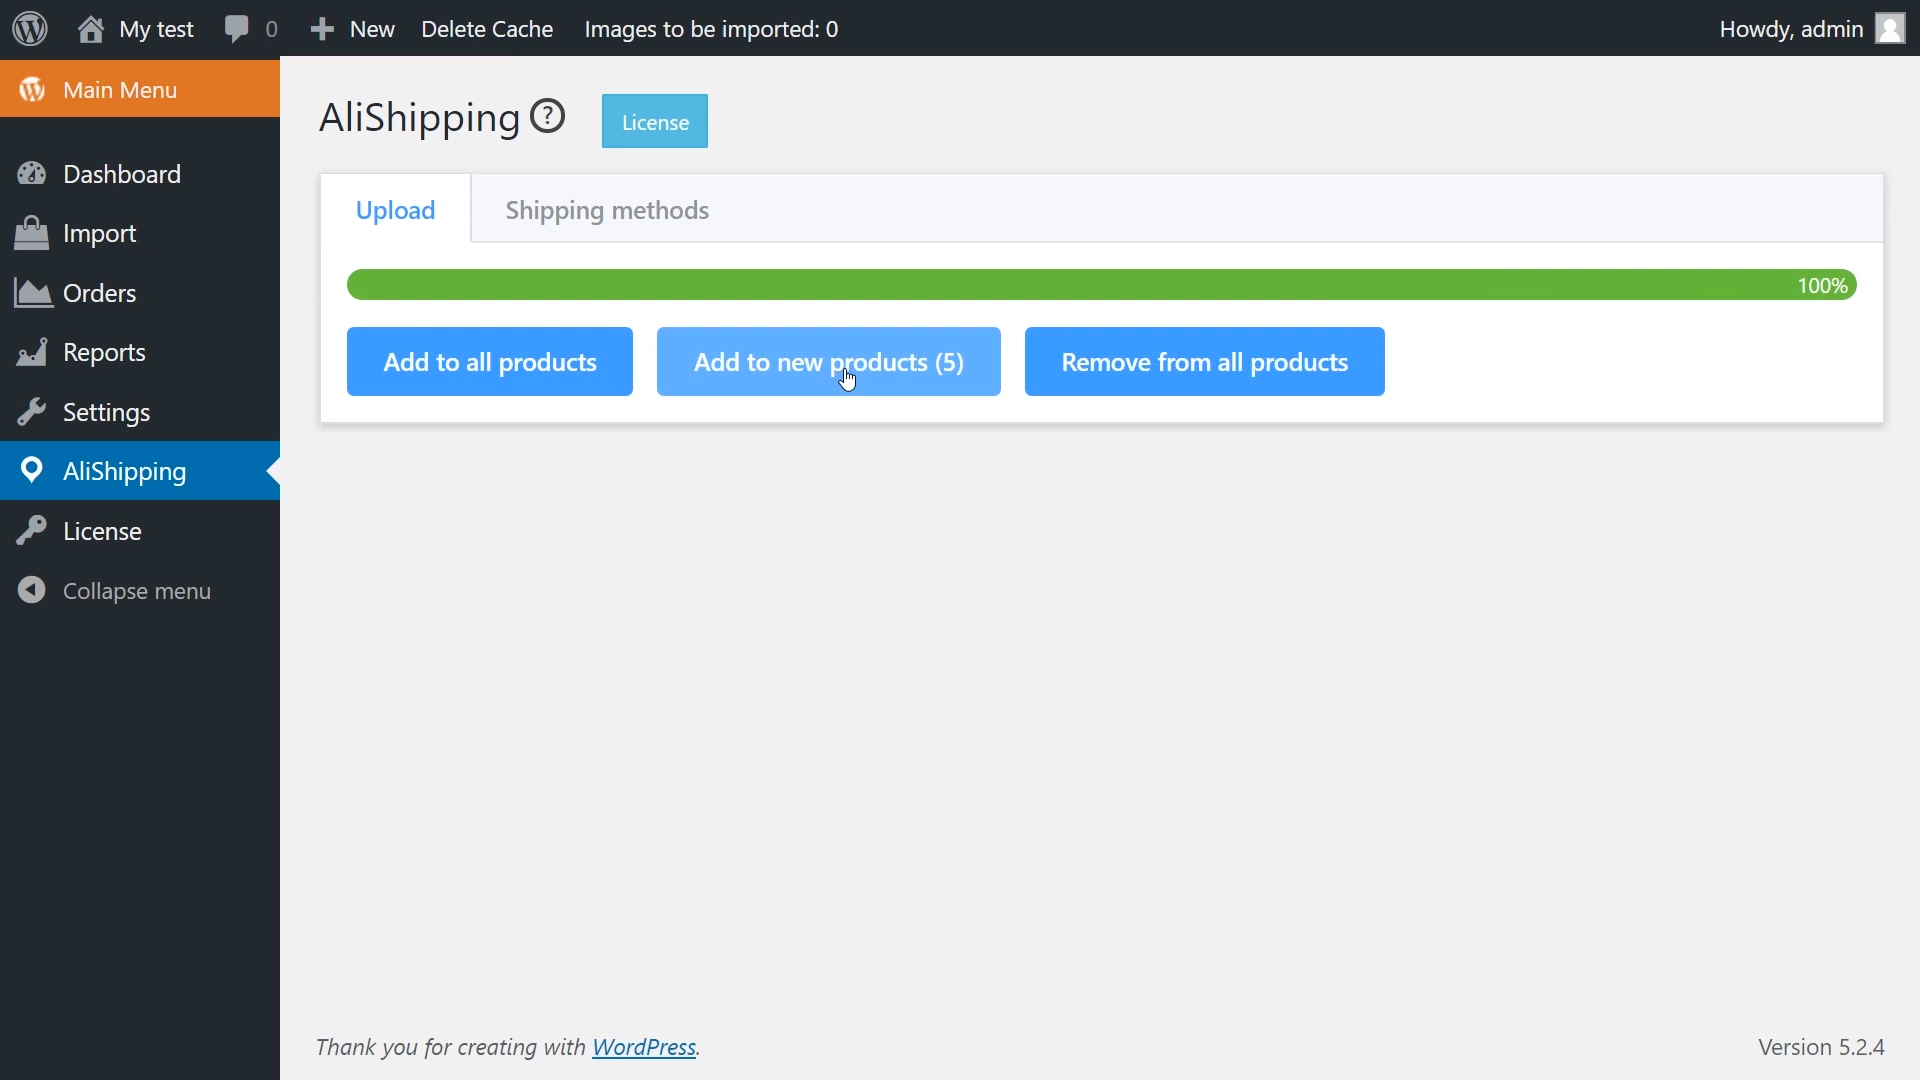 My test 0 New Delete Cache Images to be imported: 0 Howdy, admin
Main Menu
Dashboard
Import
Orders
Reports
Settings
AliShipping
License
Collapse menu
AliShipping ? License
Upload Shipping methods
100%
Add to all products Add to new products (5) Remove from all products
Thank you for creating with WordPress. Version 5.2.4